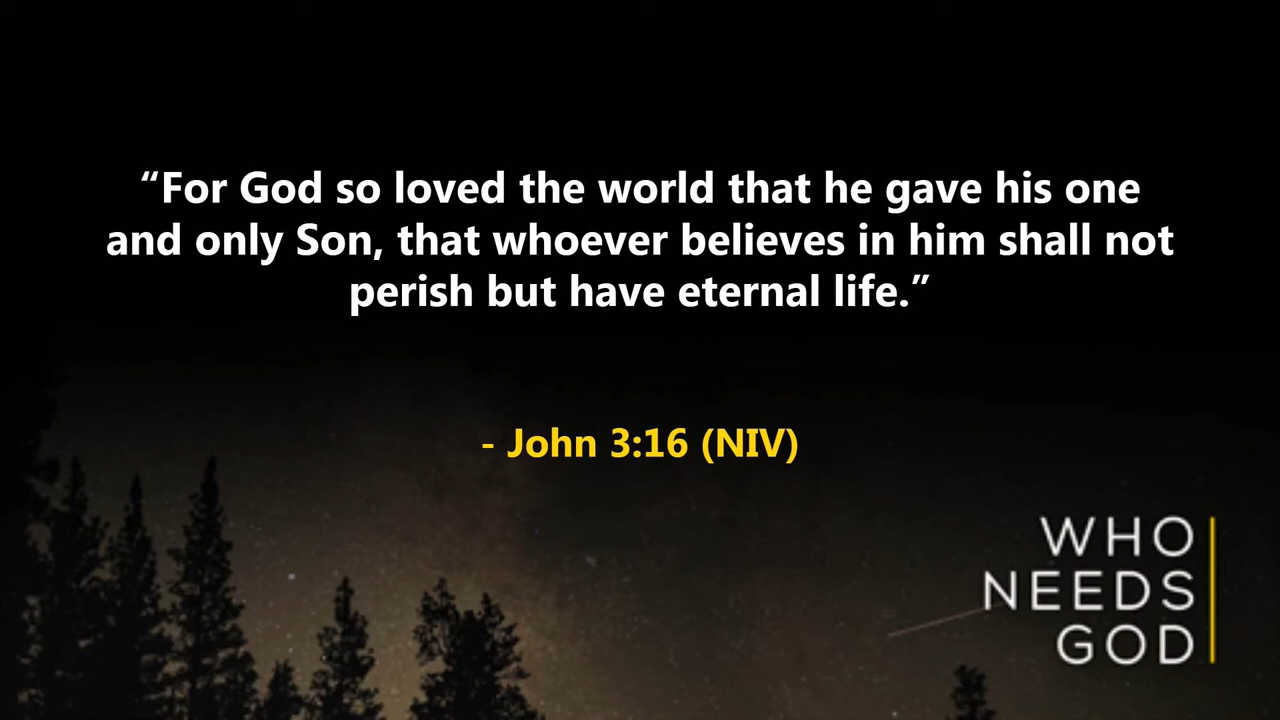 “For God so loved the world that he gave his one
and only Son, that whoever believes in him shall not
perish but have eternal life.”
- John 3:16 (NIV)
WHO
NEEDS
GOD